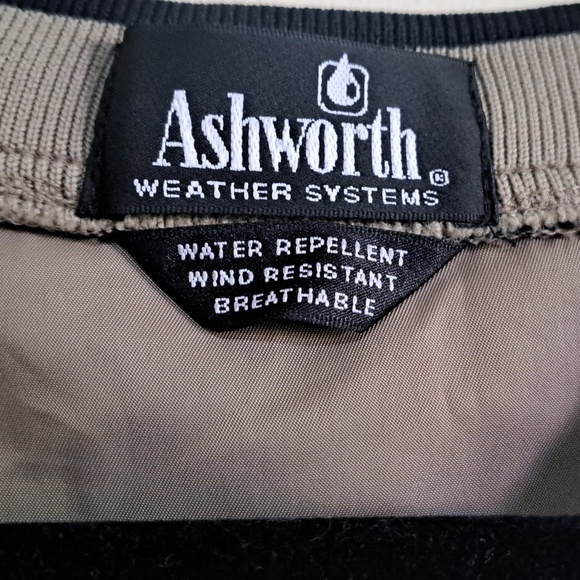 Ashworth®
WEATHER SYSTEMS
WATER REPELLENT
WIND RESISTANT
BREATHABLE